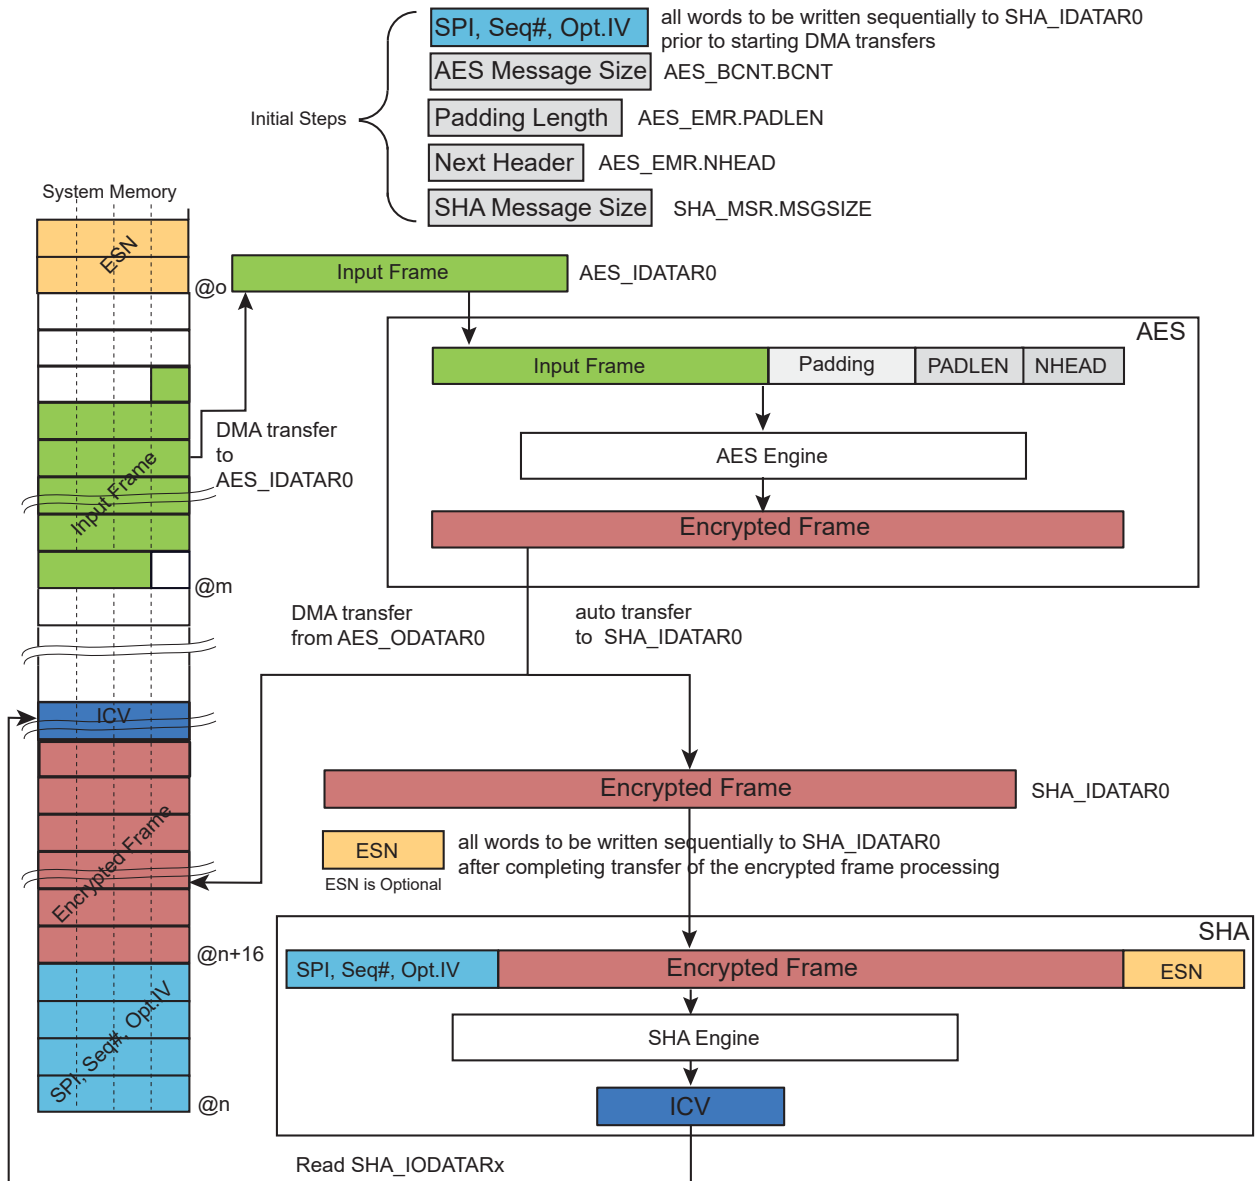 SPI, Seq#, Opt.IV
all words to be written sequentially to SHA_IDATAR0
prior to starting DMA transfers
AES Message Size
AES_BCNT.BCNT
Initial Steps
Padding Length
AES_EMR.PADLEN
Next Header
AES_EMR.NHEAD
SHA Message Size
SHA_MSR.MSGSIZE
System Memory
ESN
@o
Input Frame
AES_IDATAR0
AES
Input Frame
Padding
PADLEN
NHEAD
DMA transfer
to
AES_IDATAR0
AES Engine
Input Frame
Encrypted Frame
@m
DMA transfer
from AES_ODATAR0
auto transfer
to SHA_IDATAR0
ICV
Encrypted Frame
SHA_IDATAR0
ESN
all words to be written sequentially to SHA_IDATAR0
after completing transfer of the encrypted frame processing
ESN is Optional
Encrypted Frame
@n+16
SHA
SPI, Seq#, Opt.IV
Encrypted Frame
ESN
SPI, Seq#, Opt.IV
SHA Engine
@n
ICV
Read SHA_IODATARx